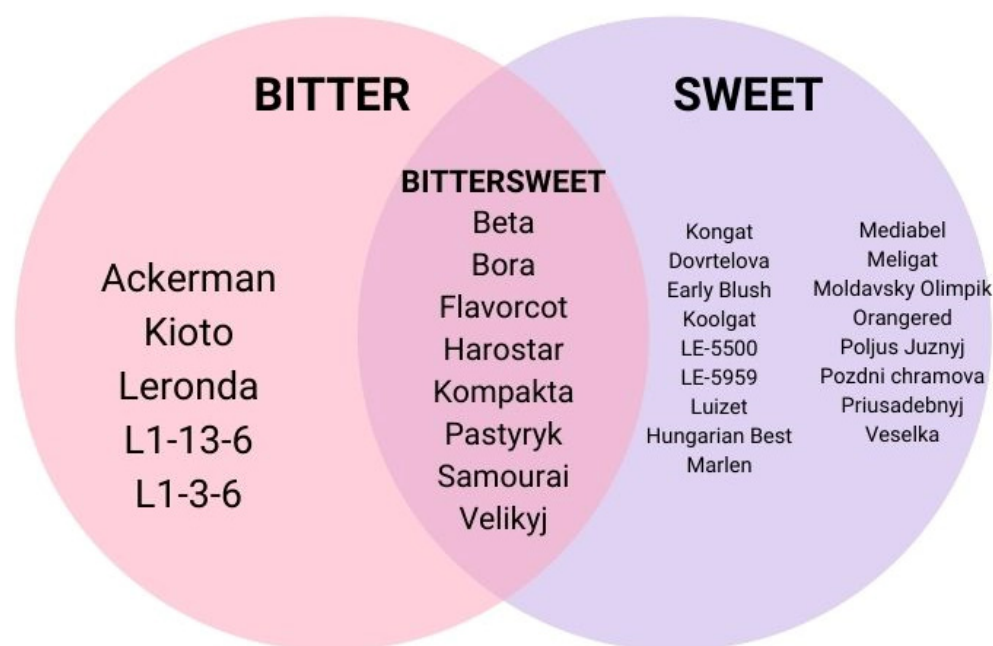 BITTER
SWEET
BITTERSWEET
Beta
Bora
Flavorcot
Harostar
Kompakta
Pastyryk
Samourai
Velikyj
Ackerman
Kioto
Leronda
L1-13-6
L1-3-6
Kongat
Dovrtelova
Early Blush
Koolgat
LE-5500
LE-5959
Luizet
Hungarian Best
Marlen
Mediabel
Meligat
Moldavsky Olimpik
Orangered
Poljus Juznyj
Pozdni chramova
Priusadebnyj
Veselka